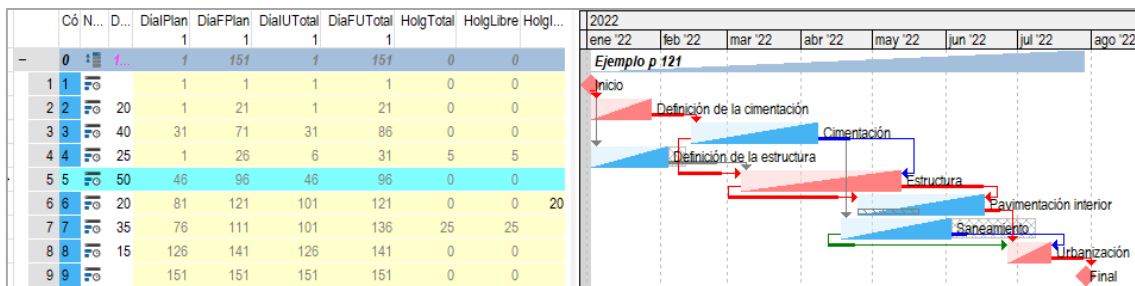 Có N... D... DiaIPlan DiaFPlan DiaIUTotal DiaFUTotal HolgTotal HolgLibre HolgI...
1 1 1 1
2022
ene '22 feb '22 mar '22 abr '22 may '22 jun '22 jul '22 ago '22
0 1... 1 151 1 151 0 0
Ejemplo p 121
1 1 1 1 1 1 0 0
Inicio
2 2 20 1 21 1 21 0 0
Definición de la cimentación
3 3 40 31 71 31 86 0 0
Cimentación
4 4 25 1 26 6 31 5 5
Definición de la estructura
5 5 50 46 96 46 96 0 0
Estructura
6 6 20 81 121 101 121 0 0 20
Pavimentación interior
7 7 35 76 111 101 136 25 25
Saneamiento
8 8 15 126 141 126 141 0 0
Urbanización
9 9 151 151 151 151 0 0
Final